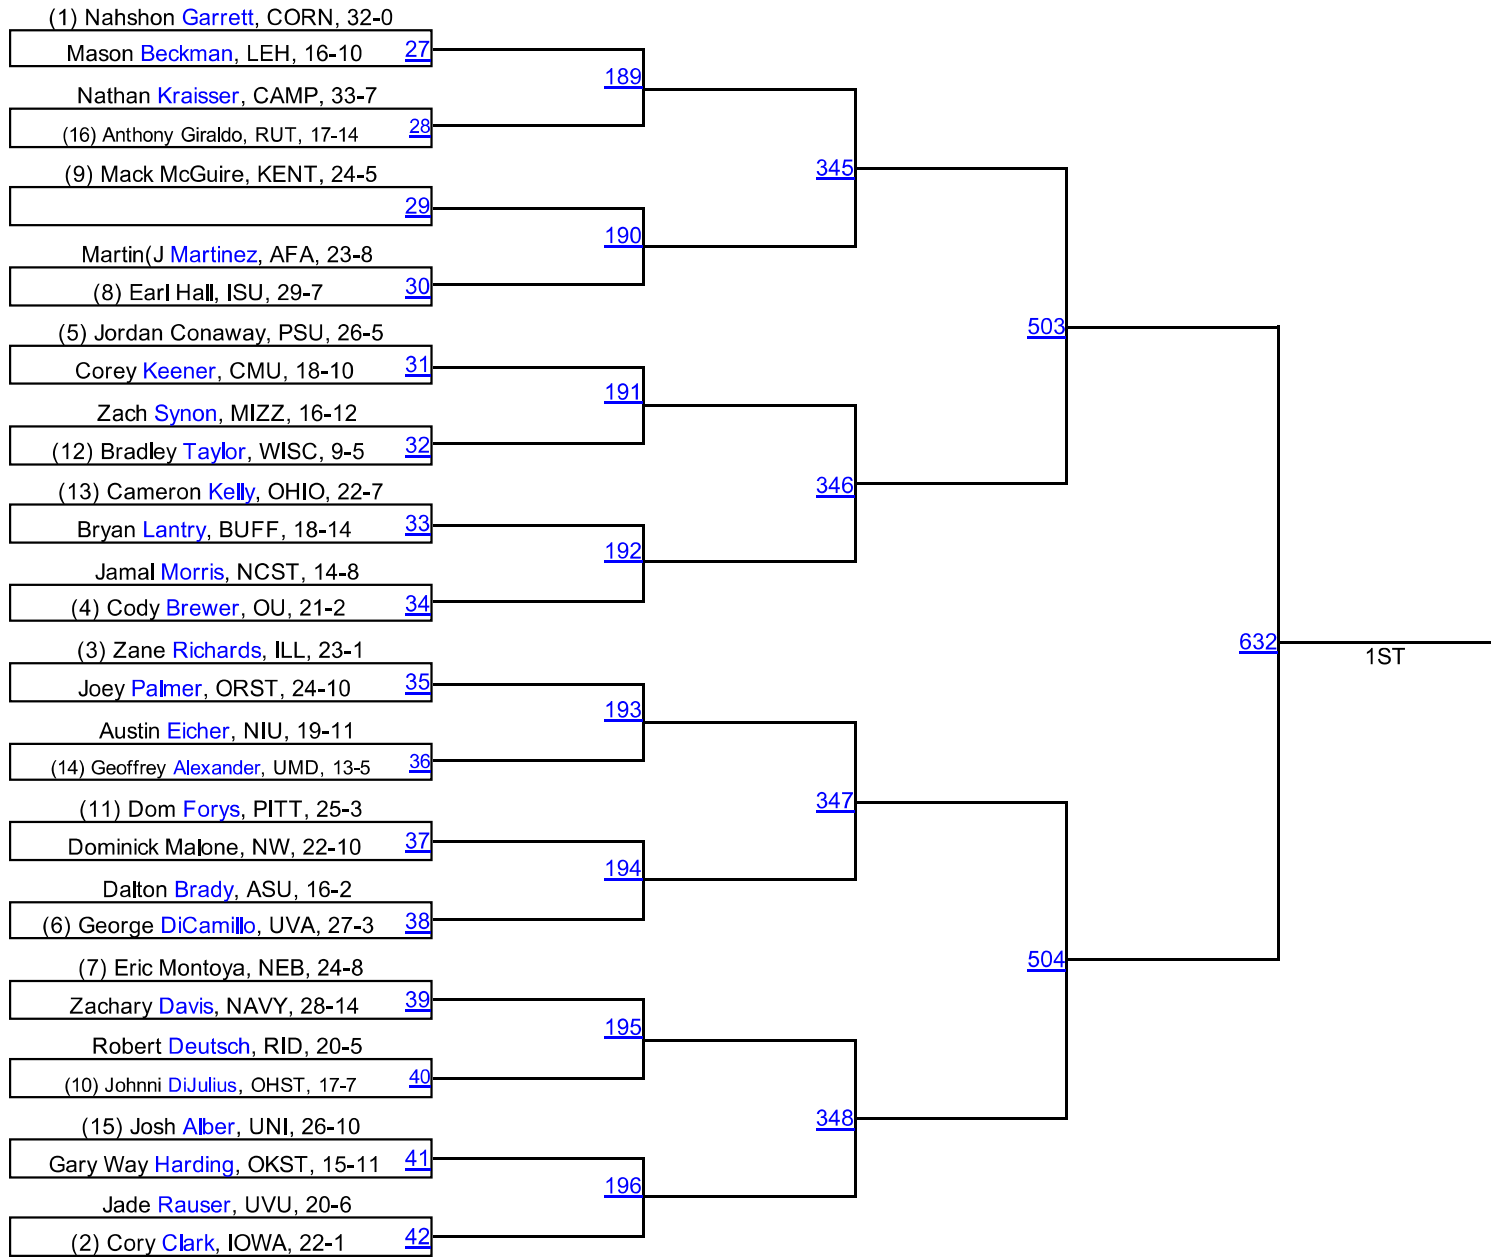 (1) Nahshon Garrett, CORN, 32-0
Mason Beckman, LEH, 16-10
27
189
Nathan Kraisser, CAMP, 33-7
(16) Anthony Giraldo, RUT, 17-14
28
345
(9) Mack McGuire, KENT, 24-5
29
190
Martin(J Martinez, AFA, 23-8
(8) Earl Hall, ISU, 29-7
30
503
(5) Jordan Conaway, PSU, 26-5
Corey Keener, CMU, 18-10
31
191
Zach Synon, MIZZ, 16-12
(12) Bradley Taylor, WISC, 9-5
32
346
(13) Cameron Kelly, OHIO, 22-7
Bryan Lantry, BUFF, 18-14
33
192
Jamal Morris, NCST, 14-8
(4) Cody Brewer, OU, 21-2
34
632
1ST
(3) Zane Richards, ILL, 23-1
Joey Palmer, ORST, 24-10
35
193
Austin Eicher, NIU, 19-11
(14) Geoffrey Alexander, UMD, 13-5
36
347
(11) Dom Forys, PITT, 25-3
Dominick Malone, NW, 22-10
37
194
Dalton Brady, ASU, 16-2
(6) George DiCamillo, UVA, 27-3
38
504
(7) Eric Montoya, NEB, 24-8
Zachary Davis, NAVY, 28-14
39
195
Robert Deutsch, RID, 20-5
(10) Johnni DiJulius, OHST, 17-7
40
348
(15) Josh Alber, UNI, 26-10
Gary Way Harding, OKST, 15-11
41
196
Jade Rauser, UVU, 20-6
(2) Cory Clark, IOWA, 22-1
42